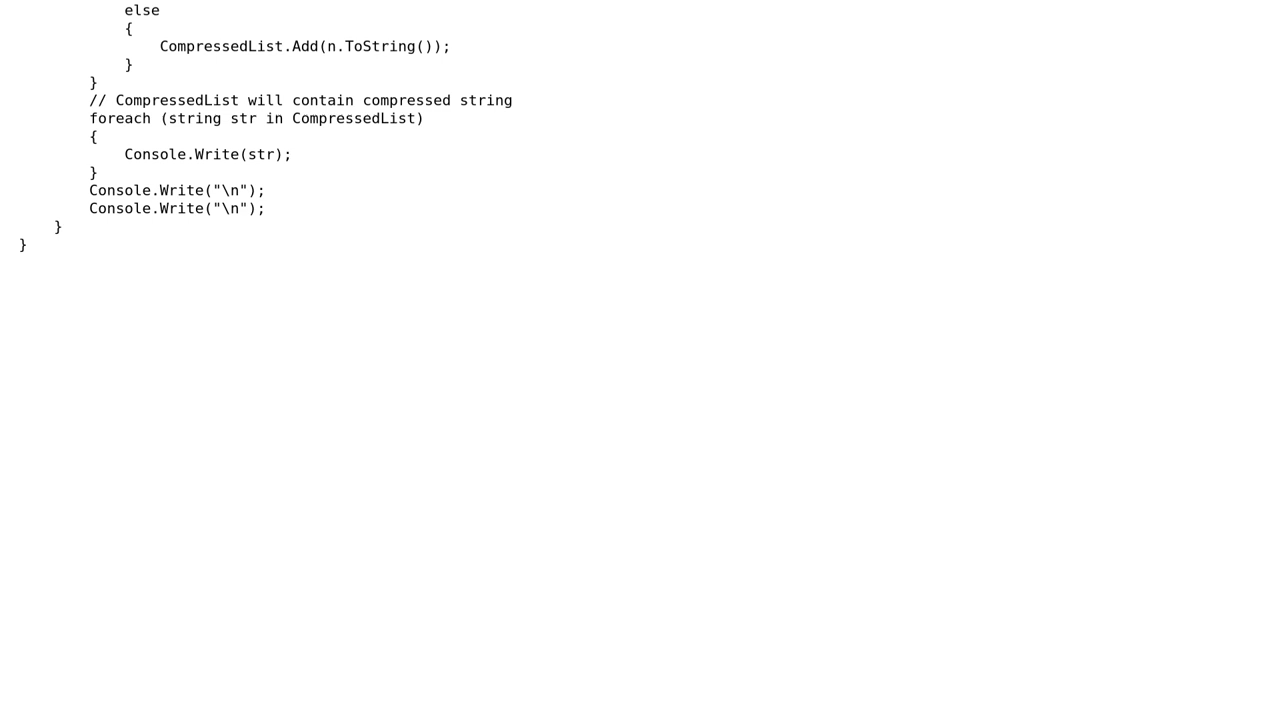 else
            {
                CompressedList.Add(n.ToString());
            }
        }
        // CompressedList will contain compressed string
        foreach (string str in CompressedList)
        {
            Console.Write(str);
        }
        Console.Write("\n");
        Console.Write("\n");
    }
}